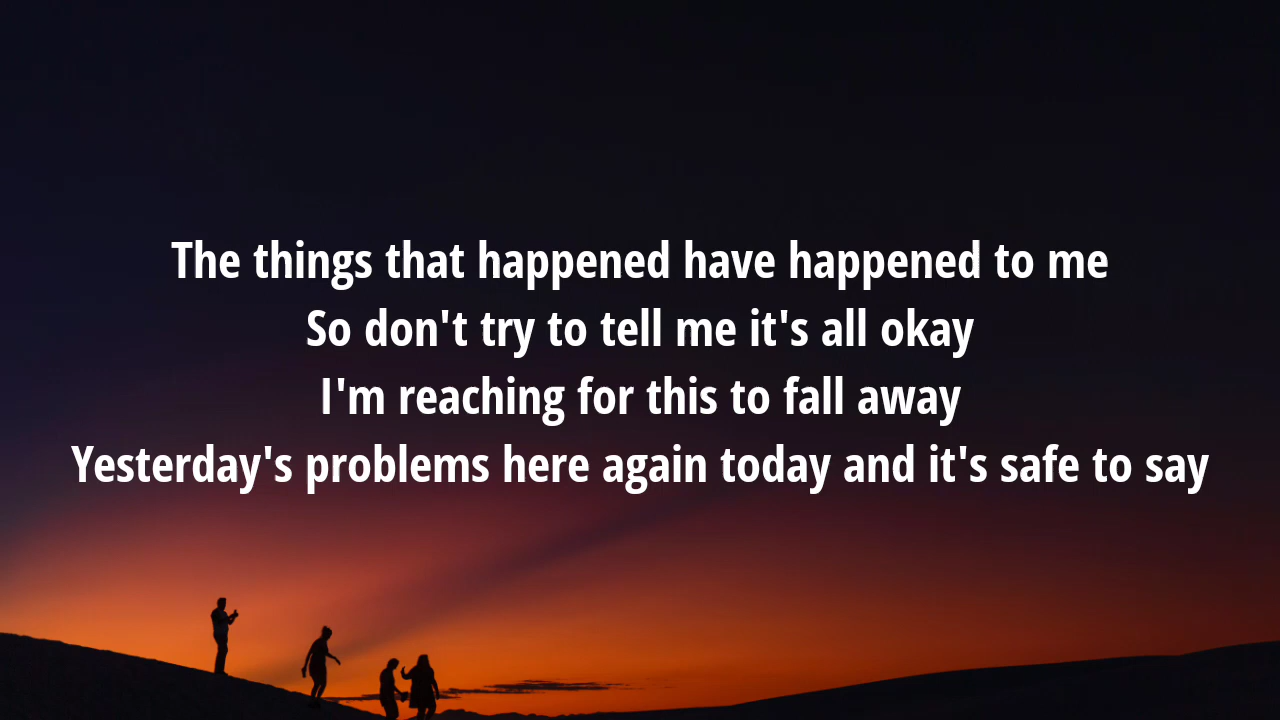 The things that happened have happened to me
So don't try to tell me it's all okay
I'm reaching for this to fall away
Yesterday's problems here again today and it's safe to say